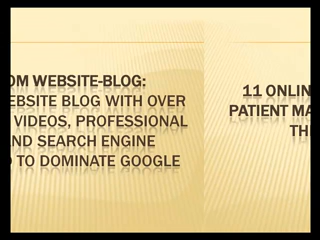 OM WEBSITE-BLOG:
EBSITE BLOG WITH OVER
VIDEOS, PROFESSIONAL
AND SEARCH ENGINE
TO DOMINATE GOOGLE
11 ONLIN
PATIENT MA
TH